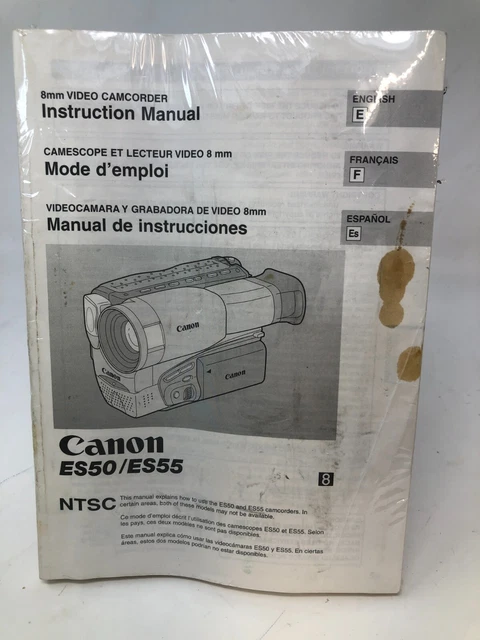 8mm VIDEO CAMCORDER
Instruction Manual
ENGLISH
E
CAMESCOPE ET LECTEUR VIDEO 8 mm
Mode d'emploi
FRANÇAIS
F
VIDEOCAMARA Y GRABADORA DE VIDEO 8mm
Manual de instrucciones
ESPAÑOL
Es
Canon
Canon
Canon
Canon
ES50/ES55
8
NTSC
This manual explains how to use the ES50 and ES55 camcorders. In
certain areas, both of these models may not be available.
Ce mode d'emploi décrit l'utilisation des camescopes ES50 et ES55. Selon
les pays, ces deux modèles ne sont pas disponibles.
Este manual explica cómo usar las videocámaras ES50 y ES55. En ciertas
áreas, estos dos modelos podrían no estar disponibles.